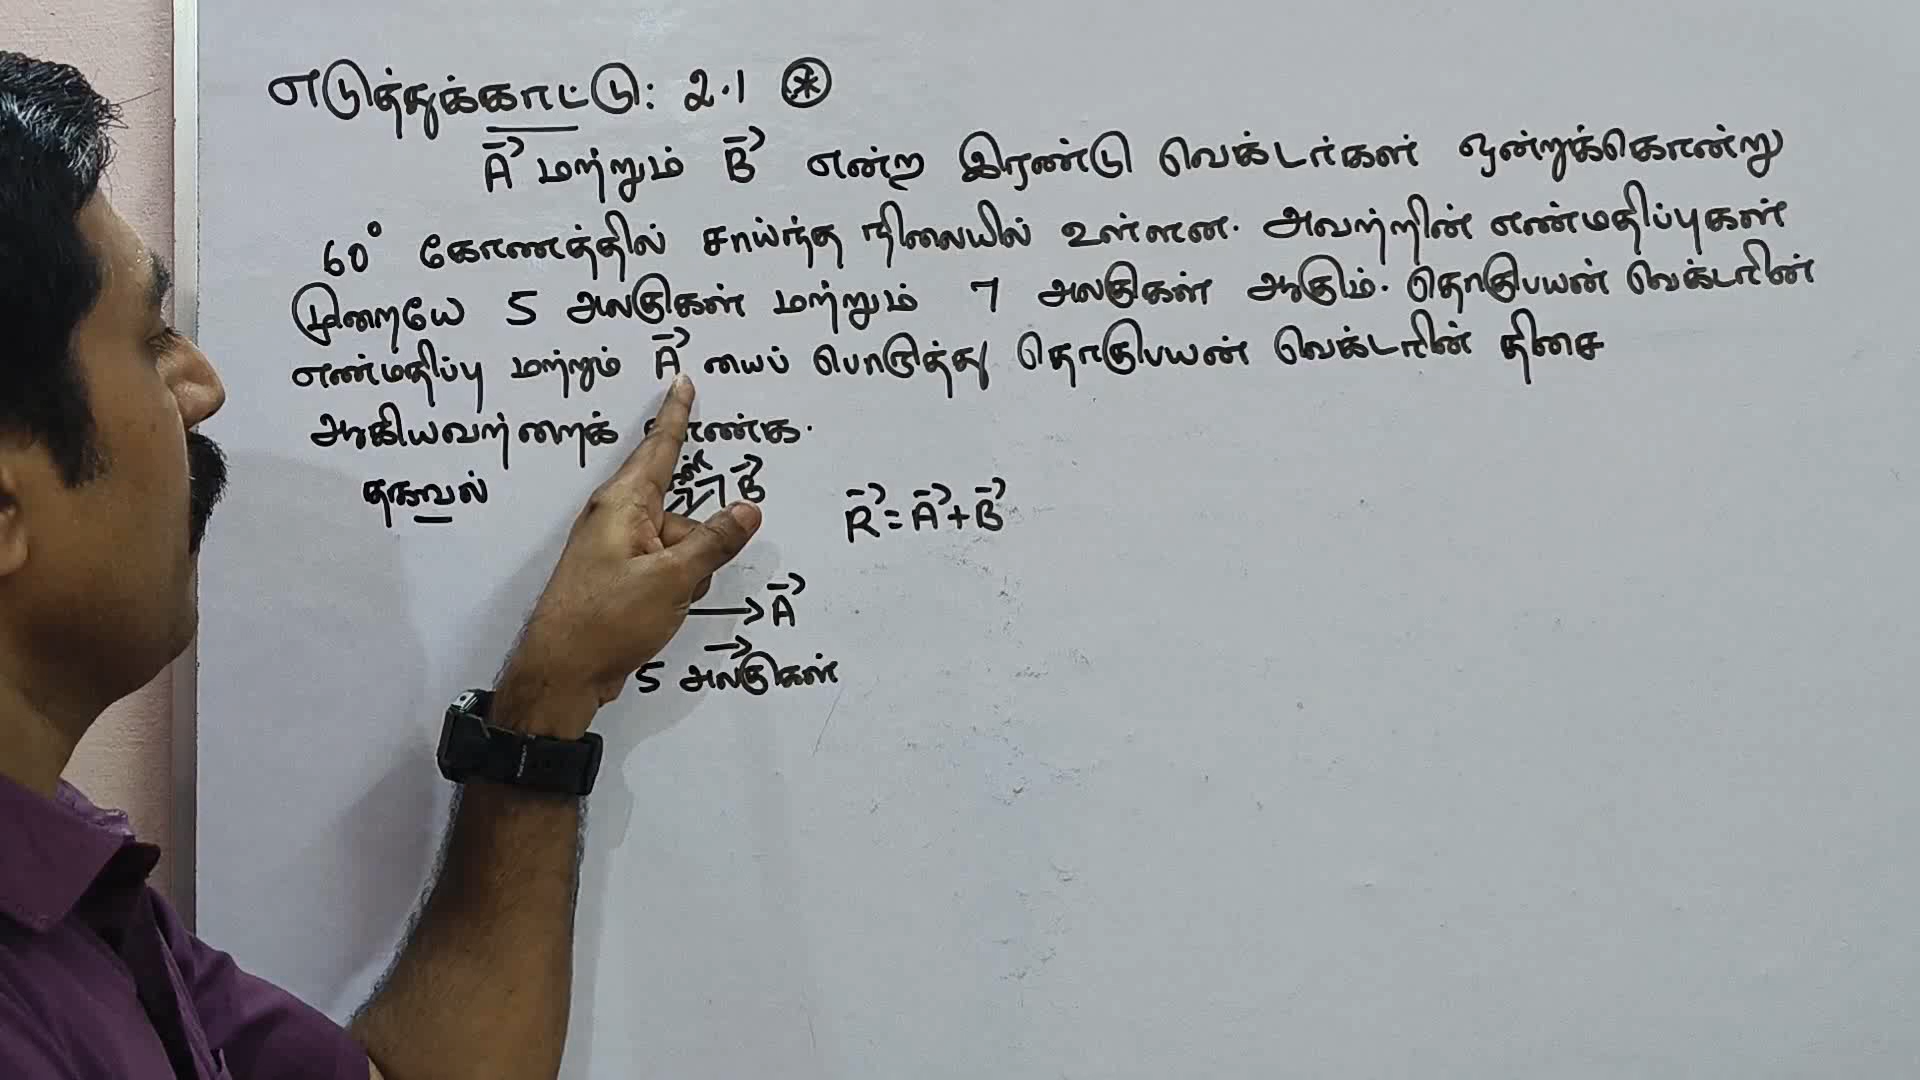 எடுத்துக்காட்டு: 2.1 ⊛
A⃗ மற்றும் B⃗ என்ற இரண்டு வெக்டர்கள் ஒன்றுக்கொன்று
60° கோணத்தில் சாய்ந்த நிலையில் உள்ளன. அவற்றின் எண்மதிப்புகள்
முறையே 5 அலகுகள் மற்றும் 7 அலகுகள் ஆகும். தொகுபயன் வெக்டரின்
எண்மதிப்பு மற்றும் A⃗ யைப் பொருத்து தொகுபயன் வெக்டரின் திசை
ஆகியவற்றைக்
தகவல்
B⃗
R⃗ = A⃗ + B⃗
A⃗
5 அலகுகள்